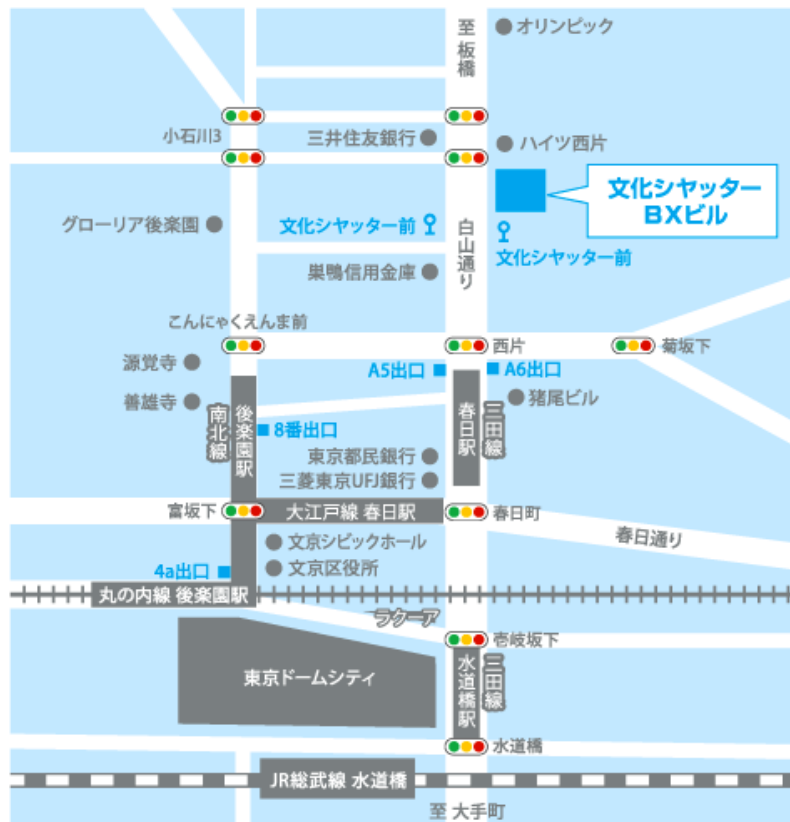 至 板橋
オリンピック
小石川3
三井住友銀行
ハイツ西片
文化シヤッター
BXビル
グローリア後楽園
文化シヤッター前
白山通り
文化シヤッター前
巣鴨信用金庫
こんにゃくえんま前
西片
菊坂下
源覚寺
A5出口
A6出口
善雄寺
南北線
後楽園駅
8番出口
春日駅
三田線
猪尾ビル
東京都民銀行
三菱東京UFJ銀行
富坂下
大江戸線 春日駅
春日町
春日通り
文京シビックホール
4a出口
文京区役所
丸の内線 後楽園駅
ラクーア
壱岐坂下
東京ドームシティ
水道橋駅
三田線
水道橋
JR総武線 水道橋
至 大手町